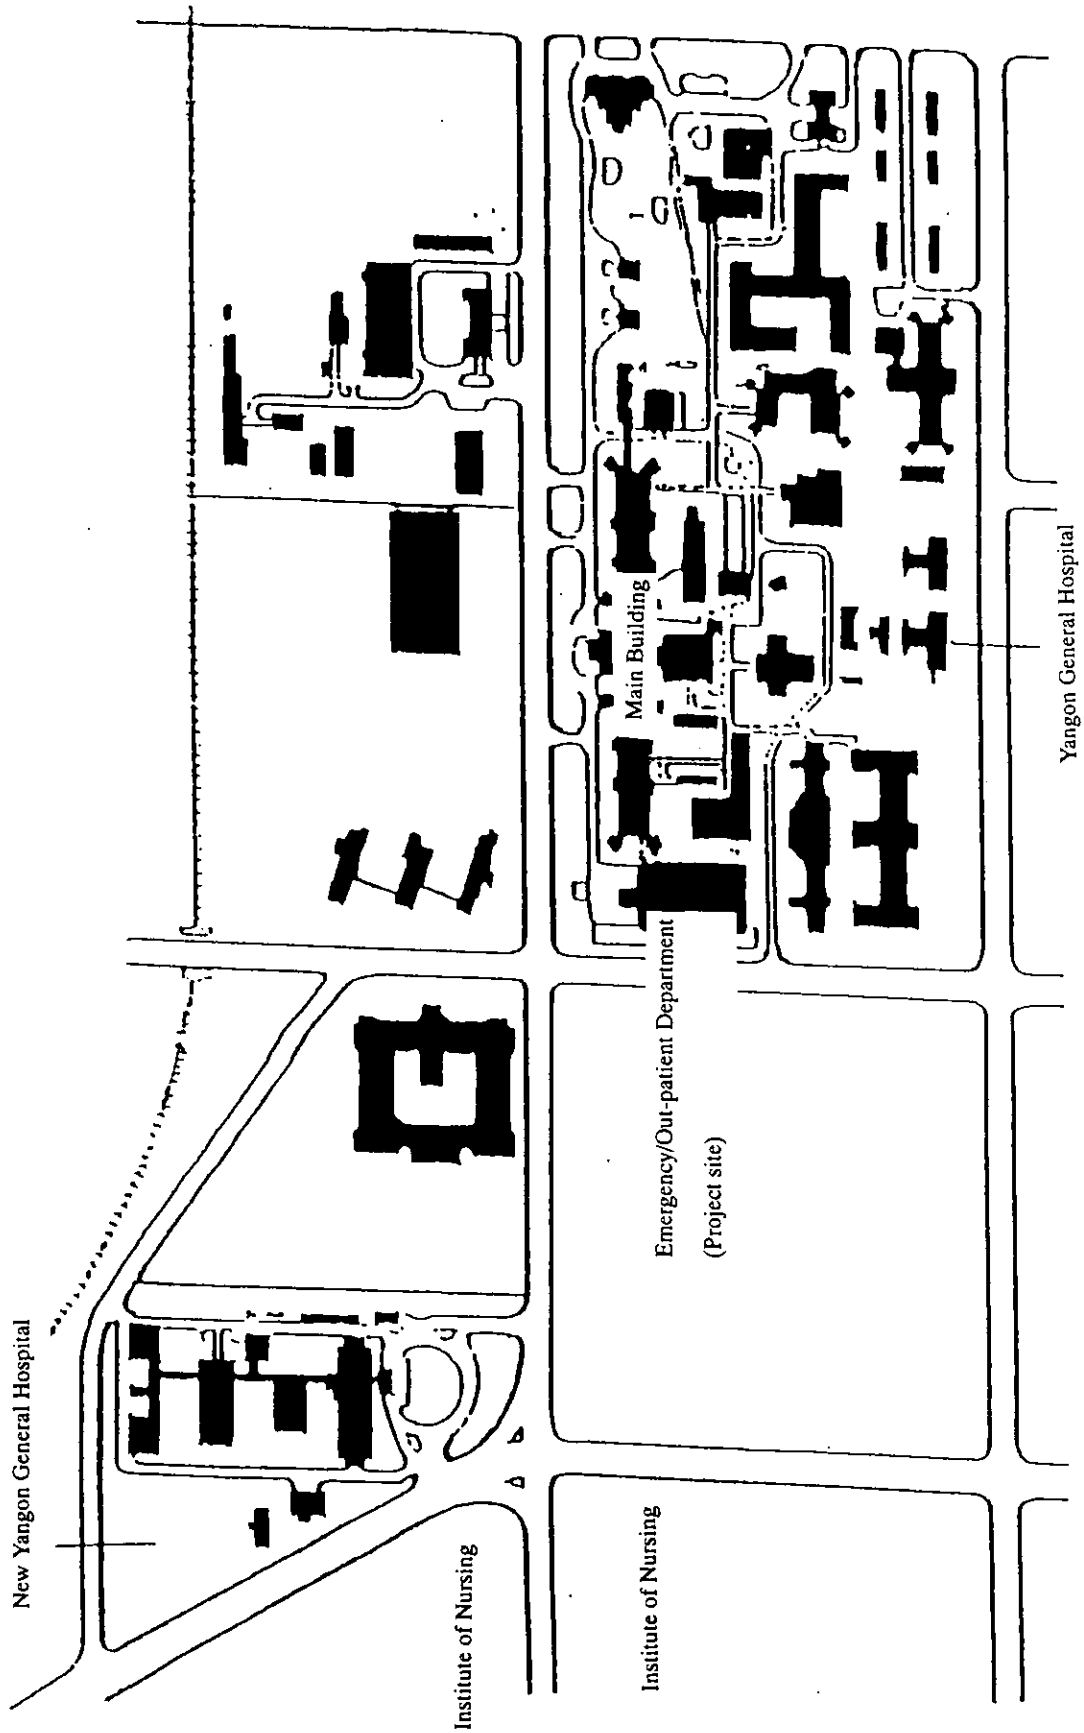 New Yangon General Hospital
Institute of Nursing
Institute of Nursing
Main Building
Emergency/Out-patient Department
(Project site)
Yangon General Hospital